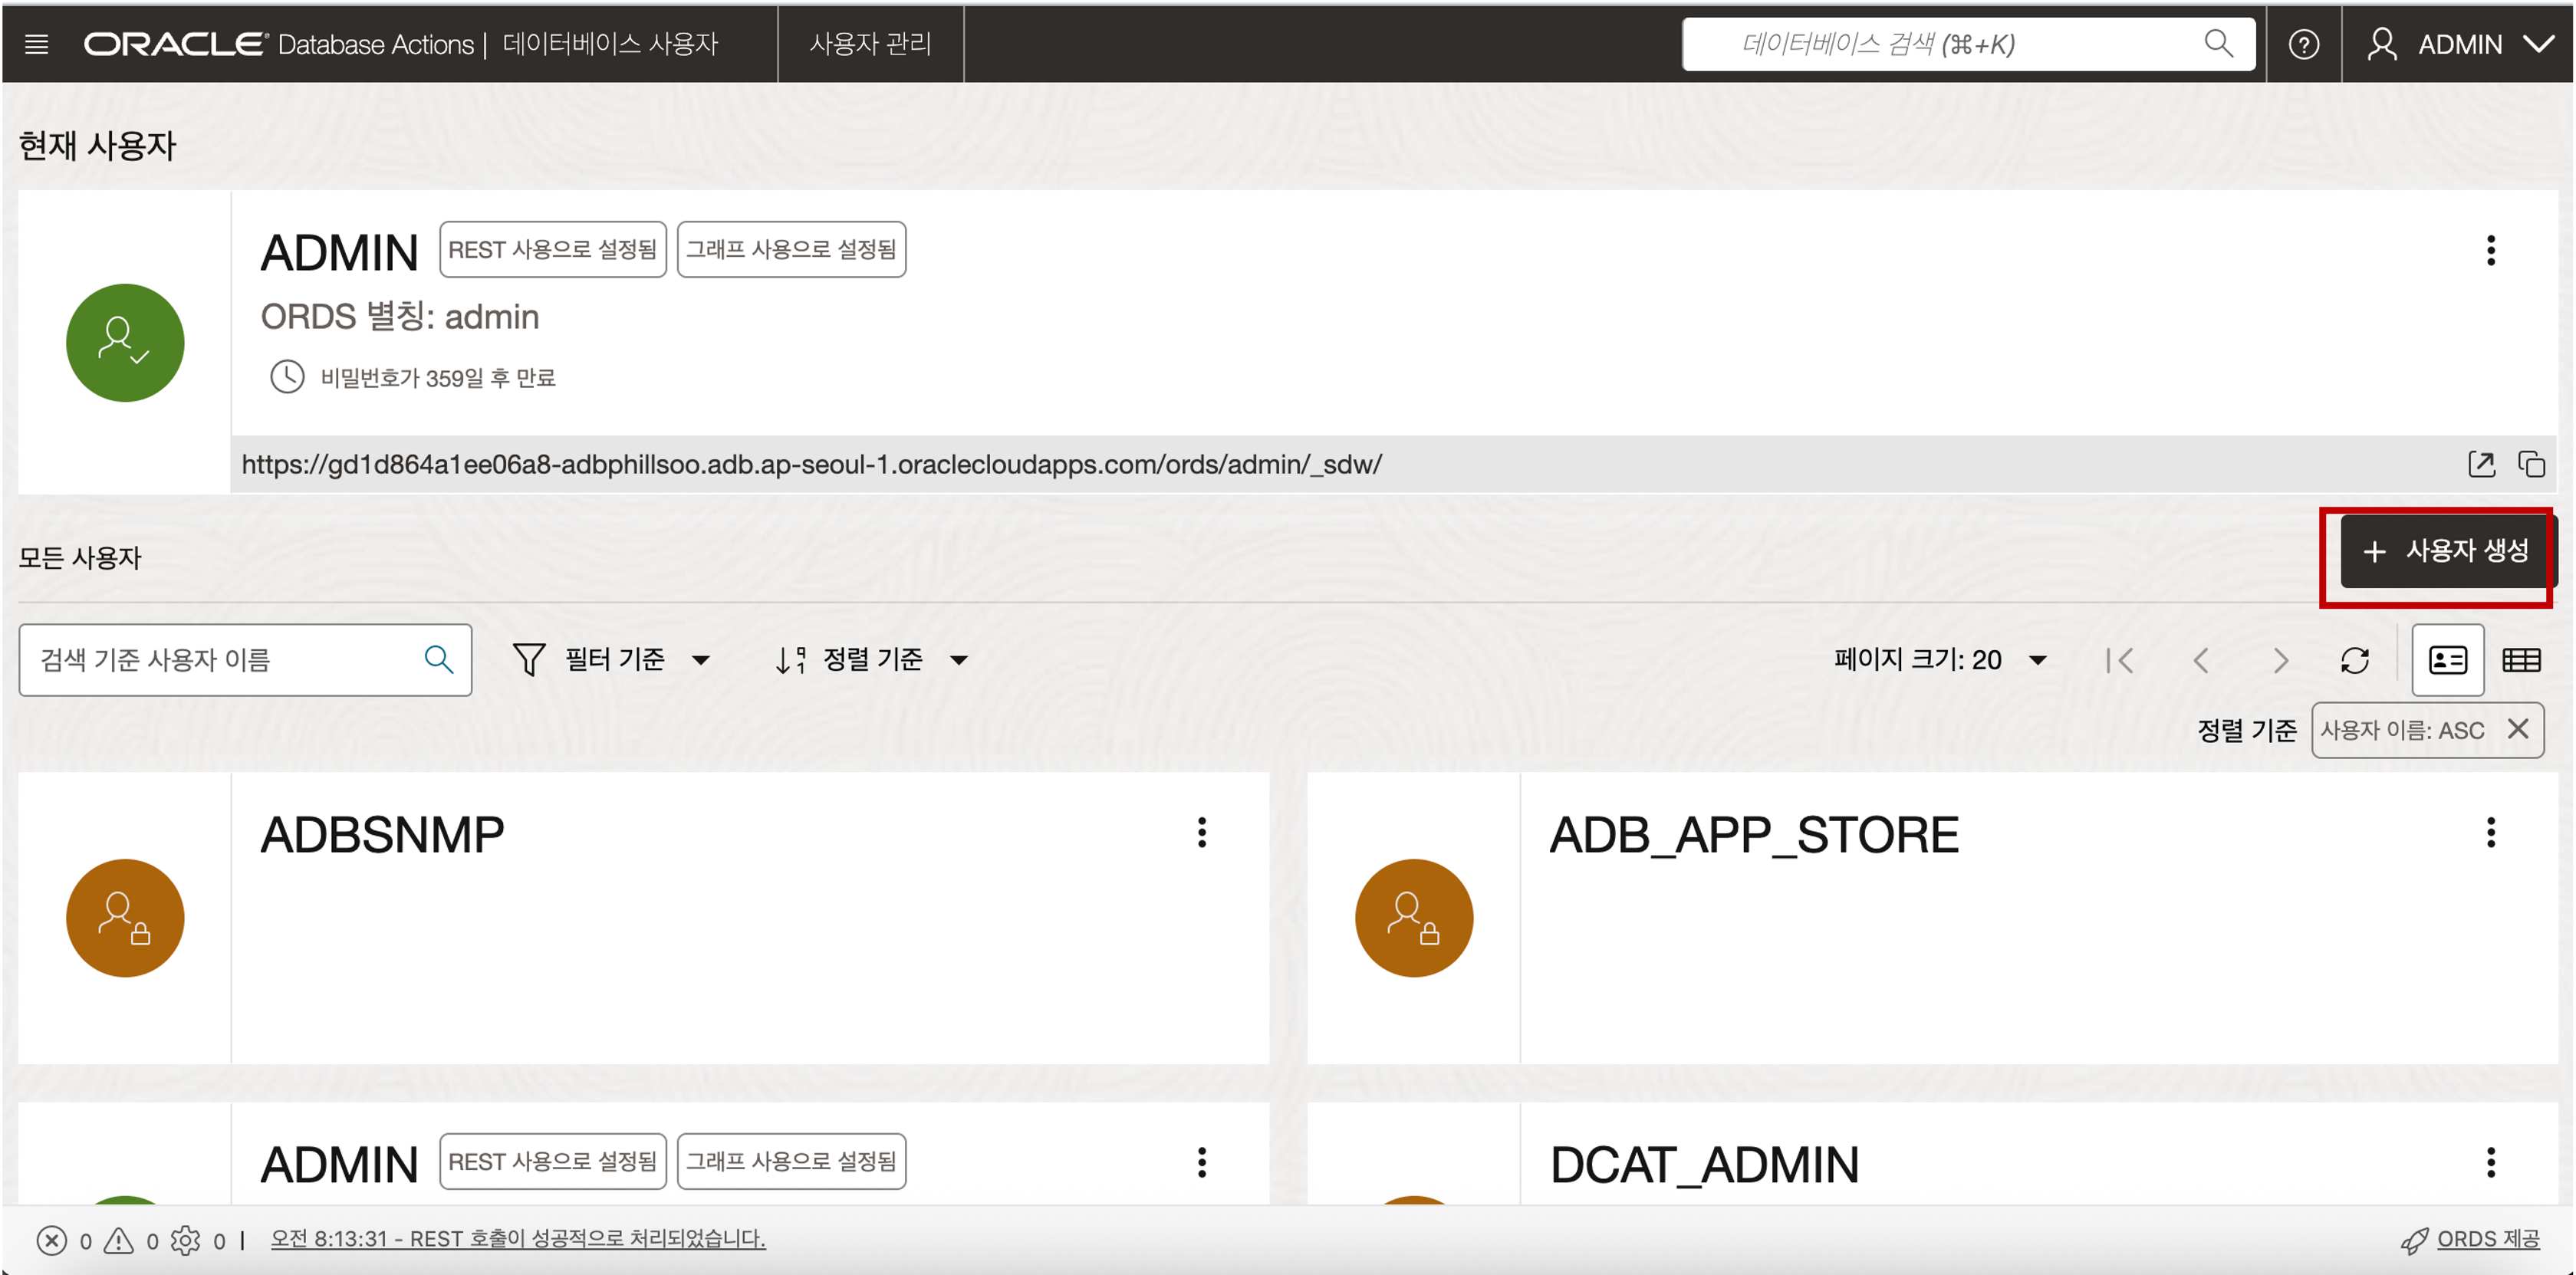 ORACLE® Database Actions | 데이터베이스 사용자
사용자 관리
데이터베이스 검색 (⌘+K)
ADMIN
현재 사용자
ADMIN REST 사용으로 설정됨 그래프 사용으로 설정됨
ORDS 별칭: admin
비밀번호가 359일 후 만료
https://gd1d864a1ee06a8-adbphillsoo.adb.ap-seoul-1.oraclecloudapps.com/ords/admin/_sdw/
모든 사용자
+ 사용자 생성
검색 기준 사용자 이름
필터 기준
정렬 기준
페이지 크기: 20
정렬 기준 사용자 이름: ASC
ADBSNMP
ADB_APP_STORE
ADMIN REST 사용으로 설정됨 그래프 사용으로 설정됨
DCAT_ADMIN
0 0 0 | 오전 8:13:31 - REST 호출이 성공적으로 처리되었습니다.
ORDS 제공